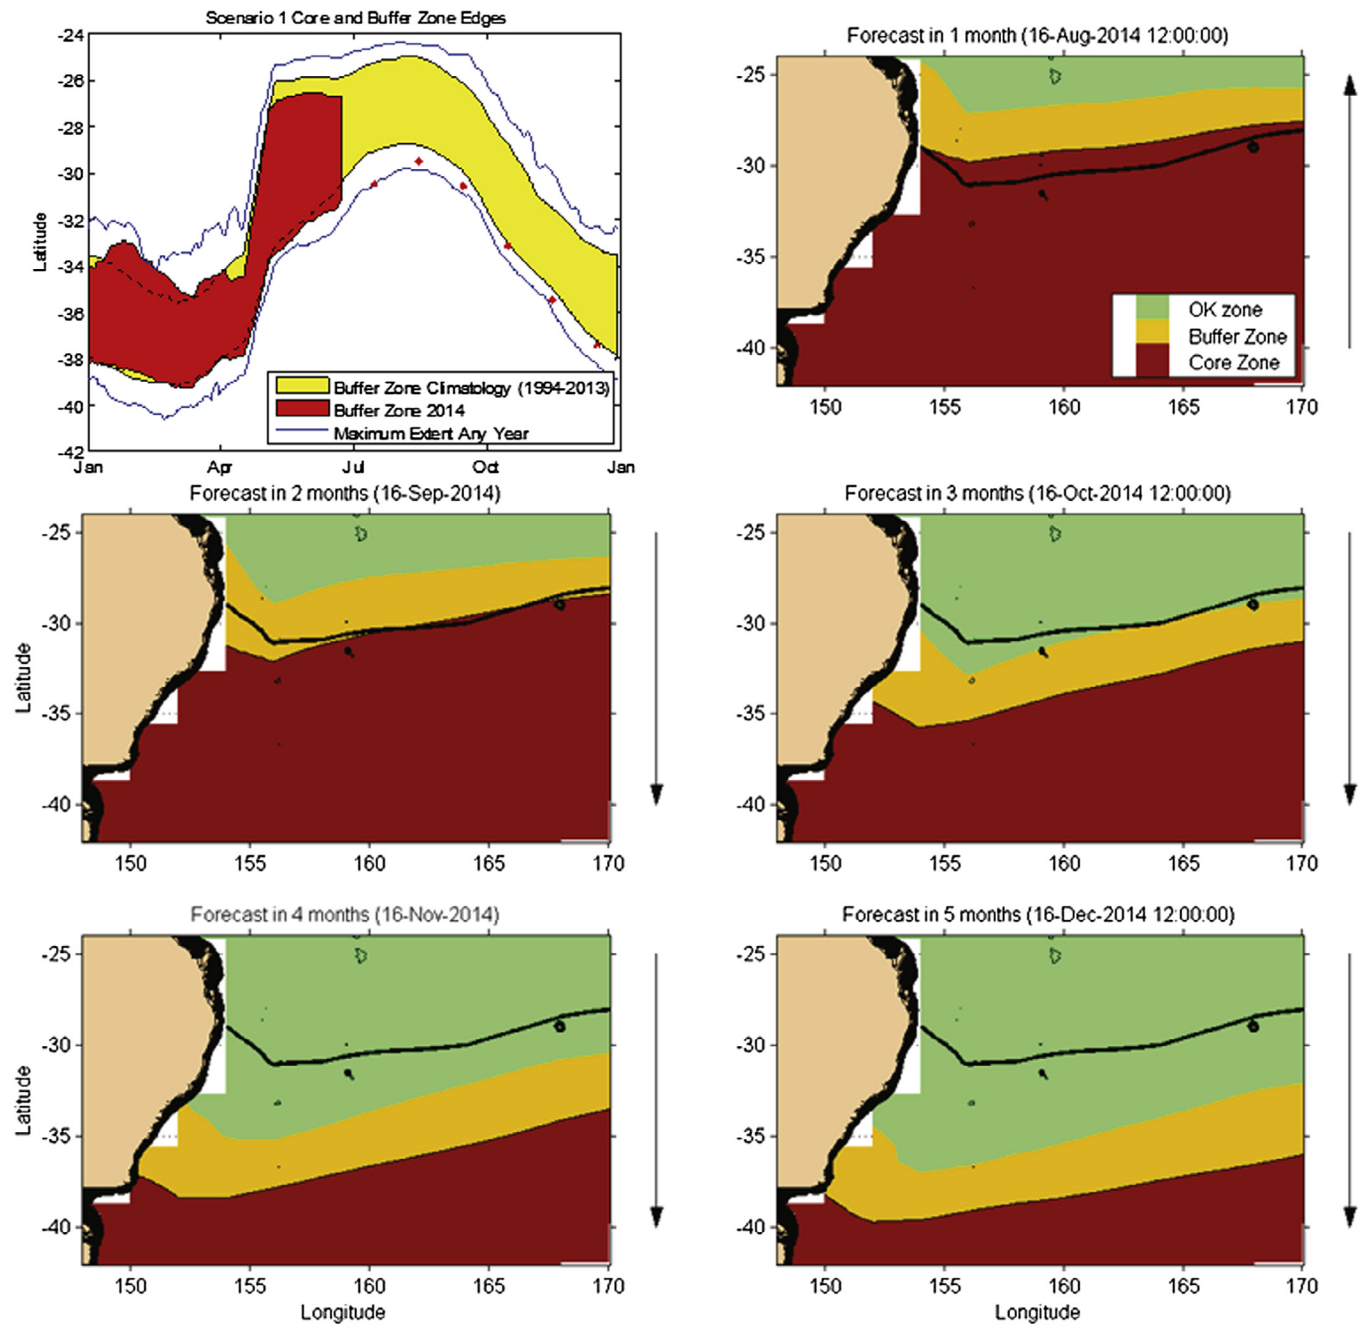 Scenario 1 Core and Buffer Zone Edges
-24
-26
-28
-30
-32
-34
-36
-38
-40
-42
Latitude
Jan Apr Jul Oct Jan
Buffer Zone Climatology (1994-2013)
Buffer Zone 2014
Maximum Extent Any Year
Forecast in 1 month (16-Aug-2014 12:00:00)
-25
-30
-35
-40
150 155 160 165 170
OK zone
Buffer Zone
Core Zone
Forecast in 2 months (16-Sep-2014)
-25
-30
-35
-40
Latitude
150 155 160 165 170
Forecast in 3 months (16-Oct-2014 12:00:00)
-25
-30
-35
-40
150 155 160 165 170
Forecast in 4 months (16-Nov-2014)
-25
-30
-35
-40
Latitude
150 155 160 165 170
Longitude
Forecast in 5 months (16-Dec-2014 12:00:00)
-25
-30
-35
-40
150 155 160 165 170
Longitude